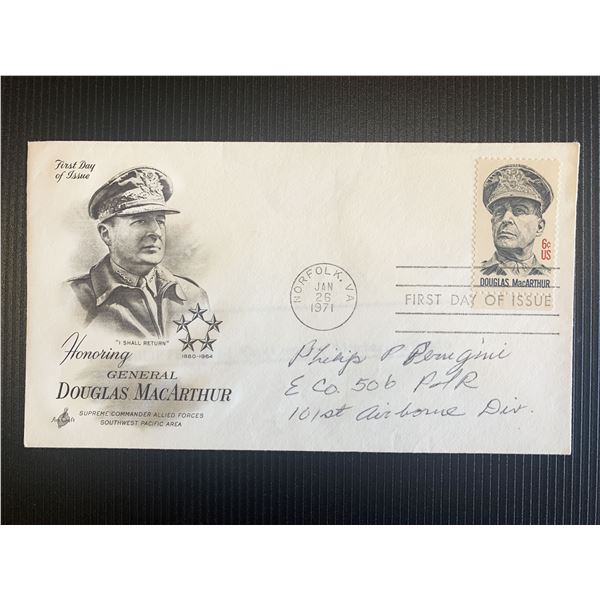 First Day
of Issue
"I SHALL RETURN"
1880-1964
Honoring
GENERAL
DOUGLAS MACARTHUR
SUPREME COMMANDER ALLIED FORCES
SOUTHWEST PACIFIC AREA
ArtCraft
NORFOLK, VA
JAN
26
1971
6c
US
DOUGLAS MacARTHUR
FIRST DAY OF ISSUE
Philip P Perugini
E Co. 506 PIR
101st Airborne Div.